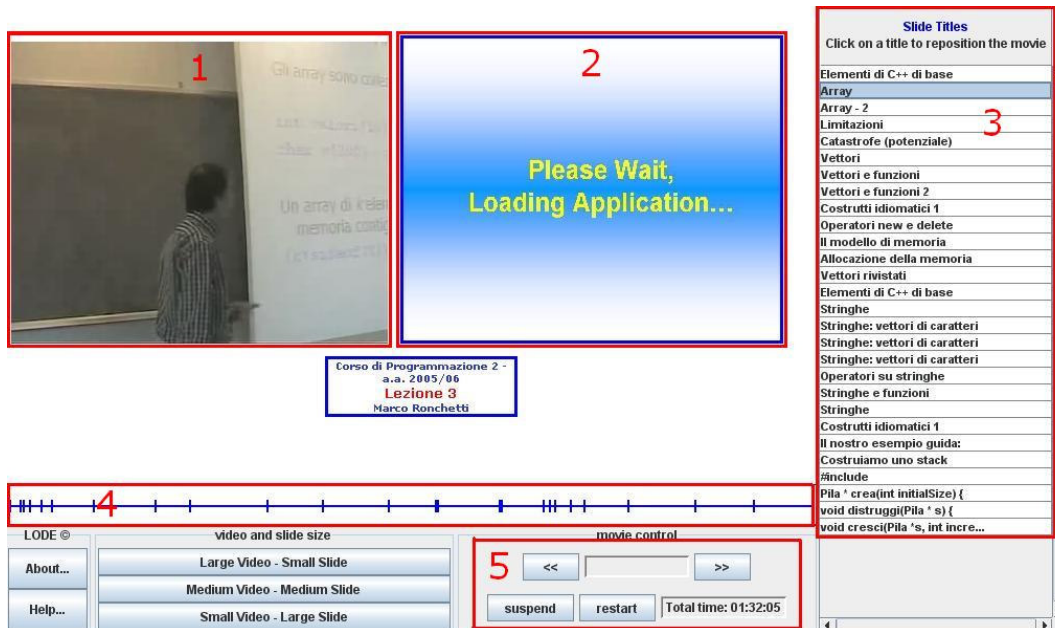 1
Gli array sono
Un array di
memoria contig
2
Please Wait,
Loading Application...
Corso di Programmazione 2 -
a.a. 2005/06
Lezione 3
Marco Ronchetti
Slide Titles
Click on a title to reposition the movie
Elementi di C++ di base
Array
Array - 2
3
Limitazioni
Catastrofe (potenziale)
Vettori
Vettori e funzioni
Vettori e funzioni 2
Costrutti idiomatici 1
Operatori new e delete
Il modello di memoria
Allocazione della memoria
Vettori rivistati
Elementi di C++ di base
Stringhe
Stringhe: vettori di caratteri
Stringhe: vettori di caratteri
Stringhe: vettori di caratteri
Operatori su stringhe
Stringhe e funzioni
Stringhe
Costrutti idiomatici 1
Il nostro esempio guida:
Costruiamo uno stack
#include
Pila * crea(int initialSize) {
void distruggi(Pila * s) {
void cresci(Pila *s, int incre...
4
LODE ©
About...
Help...
video and slide size
Large Video - Small Slide
Medium Video - Medium Slide
Small Video - Large Slide
movie control
5
<< >>
suspend restart Total time: 01:32:05